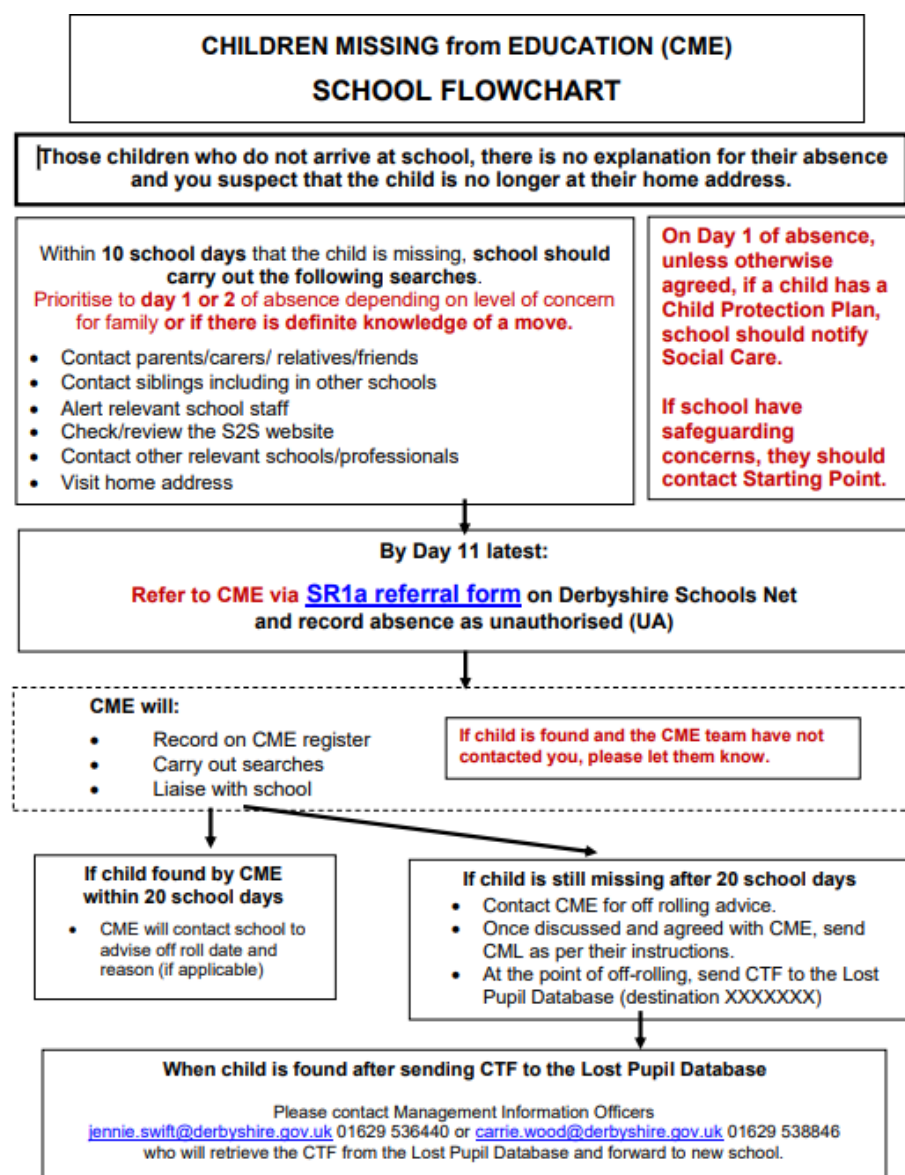 CHILDREN MISSING from EDUCATION (CME)
SCHOOL FLOWCHART
Those children who do not arrive at school, there is no explanation for their absence
and you suspect that the child is no longer at their home address.
Within 10 school days that the child is missing, school should
carry out the following searches.
Prioritise to day 1 or 2 of absence depending on level of concern
for family or if there is definite knowledge of a move.
• Contact parents/carers/ relatives/friends
• Contact siblings including in other schools
• Alert relevant school staff
• Check/review the S2S website
• Contact other relevant schools/professionals
• Visit home address
On Day 1 of absence,
unless otherwise
agreed, if a child has a
Child Protection Plan,
school should notify
Social Care.
If school have
safeguarding
concerns, they should
contact Starting Point.
By Day 11 latest:
Refer to CME via SR1a referral form on Derbyshire Schools Net
and record absence as unauthorised (UA)
CME will:
• Record on CME register
• Carry out searches
• Liaise with school
If child is found and the CME team have not
contacted you, please let them know.
If child found by CME
within 20 school days
• CME will contact school to
advise off roll date and
reason (if applicable)
If child is still missing after 20 school days
• Contact CME for off rolling advice.
• Once discussed and agreed with CME, send
CML as per their instructions.
• At the point of off-rolling, send CTF to the Lost
Pupil Database (destination XXXXXXX)
When child is found after sending CTF to the Lost Pupil Database
Please contact Management Information Officers
jennie.swift@derbyshire.gov.uk 01629 536440 or carrie.wood@derbyshire.gov.uk 01629 538846
who will retrieve the CTF from the Lost Pupil Database and forward to new school.